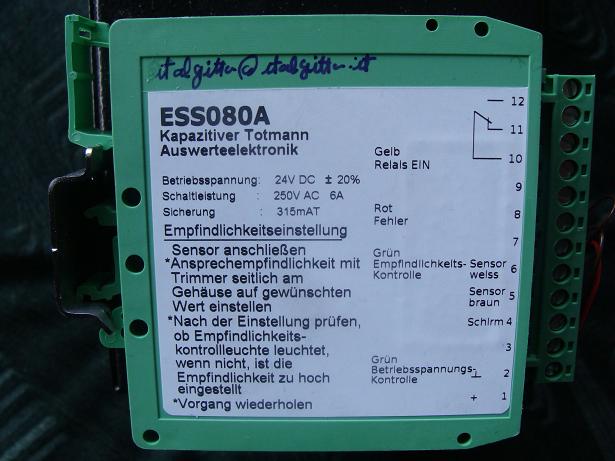 italgitter@italgitter.it
ESS080A
Kapazitiver Totmann
Auswerteelektronik
Betriebsspannung: 24V DC ± 20%
Schaltleistung : 250V AC 6A
Sicherung : 315mAT
Empfindlichkeitseinstellung
Sensor anschließen
*Ansprechempfindlichkeit mit
Trimmer seitlich am
Gehäuse auf gewünschten
Wert einstellen
*Nach der Einstellung prüfen,
ob Empfindlichkeits-
kontrolleuchte leuchtet,
wenn nicht, ist die
Empfindlichkeit zu hoch
eingestellt
*Vorgang wiederholen
12
11
Gelb
Relais EIN
10
9
Rot
Fehler
8
7
Grün
Empfindlichkeits-
Kontrolle
Sensor
weiss 6
Sensor
braun 5
Schirm 4
3
Grün
Betriebsspannungs-
Kontrolle
⊥ 2
+ 1